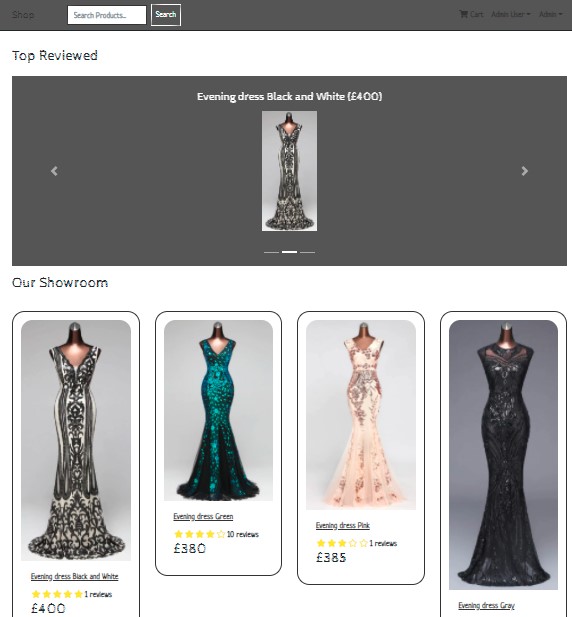 Shop
Search Products...
Search
Cart
Admin User
Admin
Top Reviewed
Evening dress Black and White (£400)
Our Showroom
Evening dress Black and White
1 reviews
£400
Evening dress Green
10 reviews
£380
Evening dress Pink
1 reviews
£385
Evening dress Gray